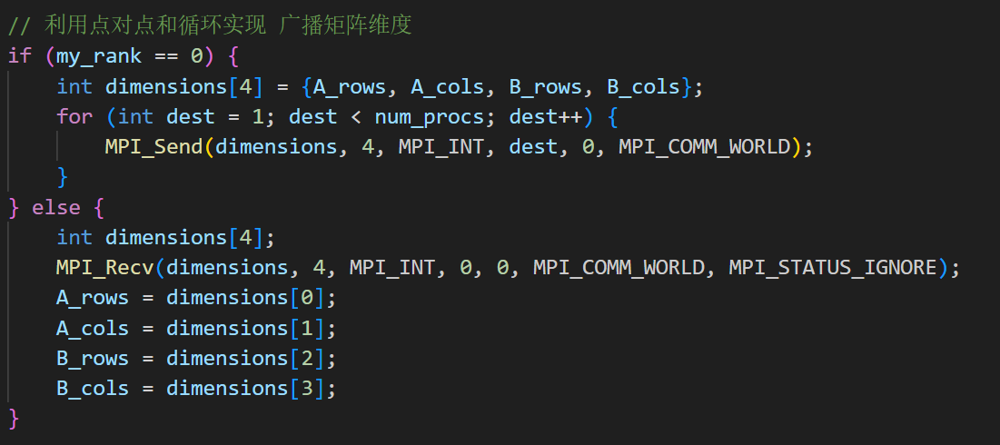 // 利用点对点和循环实现 广播矩阵维度
if (my_rank == 0) {
    int dimensions[4] = {A_rows, A_cols, B_rows, B_cols};
    for (int dest = 1; dest < num_procs; dest++) {
        MPI_Send(dimensions, 4, MPI_INT, dest, 0, MPI_COMM_WORLD);
    }
} else {
    int dimensions[4];
    MPI_Recv(dimensions, 4, MPI_INT, 0, 0, MPI_COMM_WORLD, MPI_STATUS_IGNORE);
    A_rows = dimensions[0];
    A_cols = dimensions[1];
    B_rows = dimensions[2];
    B_cols = dimensions[3];
}